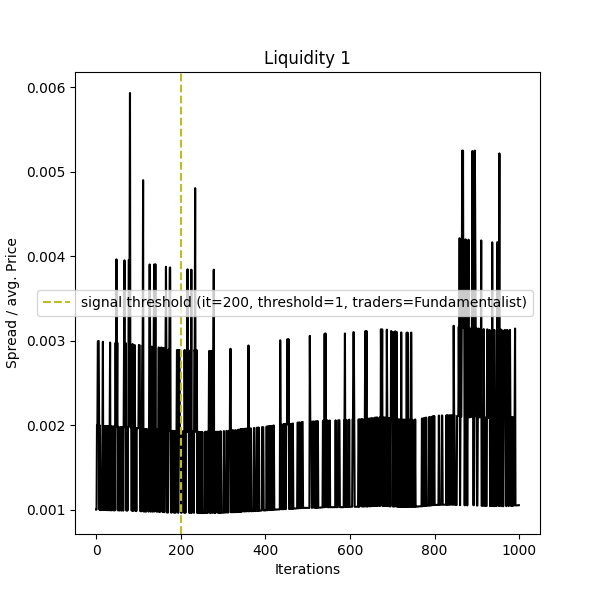 Liquidity 1
0.006
0.005
0.004
0.003
0.002
0.001
Spread / avg. Price
signal threshold (it=200, threshold=1, traders=Fundamentalist)
0 200 400 600 800 1000
Iterations